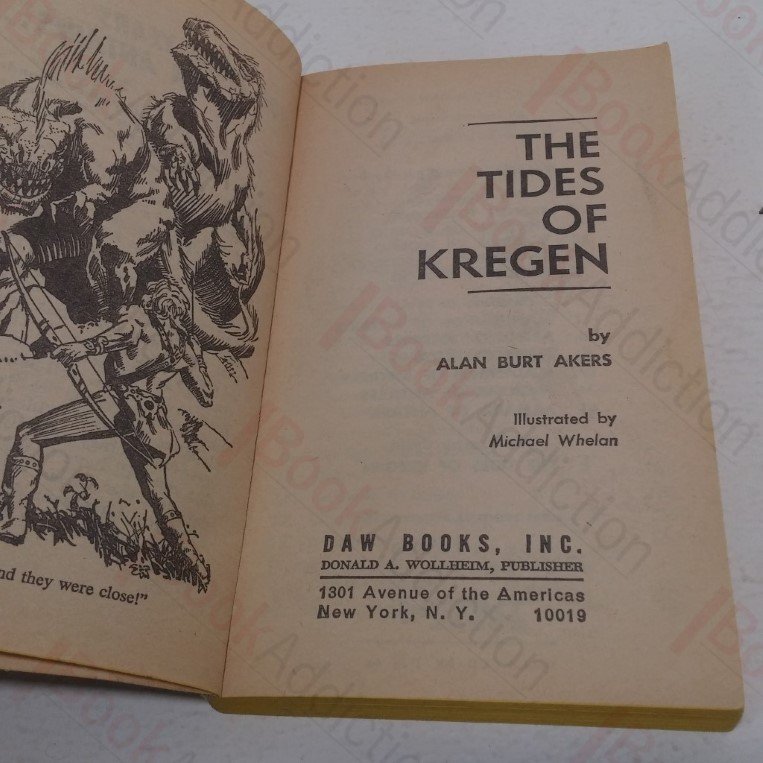 nd they were close!"
THE
TIDES
OF
KREGEN
by
ALAN BURT AKERS
Illustrated by
Michael Whelan
DAW BOOKS, INC.
DONALD A. WOLLHEIM, PUBLISHER
1301 Avenue of the Americas
New York, N. Y. 10019
BookAddiction